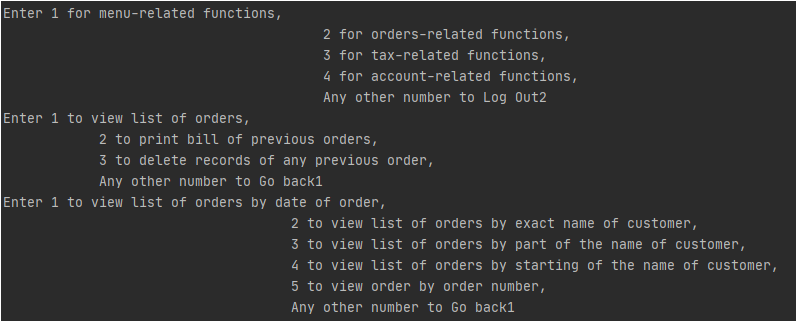 Enter 1 for menu-related functions,
2 for orders-related functions,
3 for tax-related functions,
4 for account-related functions,
Any other number to Log Out2
Enter 1 to view list of orders,
2 to print bill of previous orders,
3 to delete records of any previous order,
Any other number to Go back1
Enter 1 to view list of orders by date of order,
2 to view list of orders by exact name of customer,
3 to view list of orders by part of the name of customer,
4 to view list of orders by starting of the name of customer,
5 to view order by order number,
Any other number to Go back1